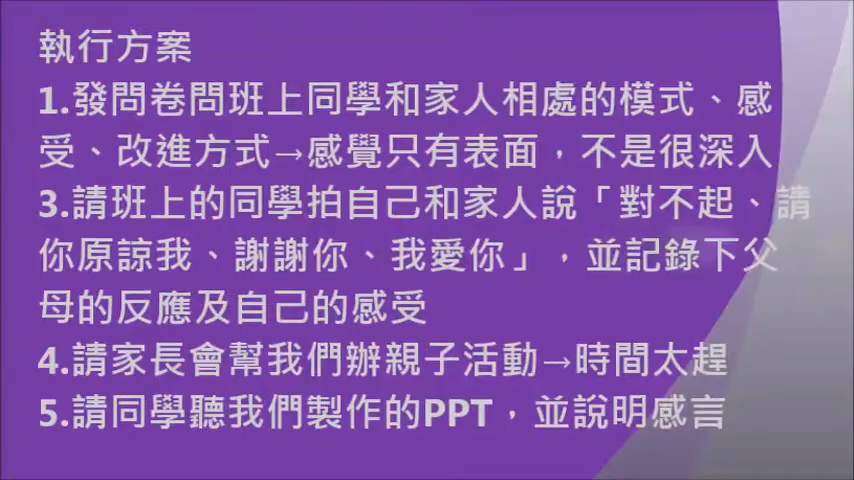 執行方案
1.發問卷問班上同學和家人相處的模式、感
受、改進方式→感覺只有表面，不是很深入
3.請班上的同學拍自己和家人說「對不起、請
你原諒我、謝謝你、我愛你」，並記錄下父
母的反應及自己的感受
4.請家長會幫我們辦親子活動→時間太趕
5.請同學聽我們製作的PPT，並說明感言